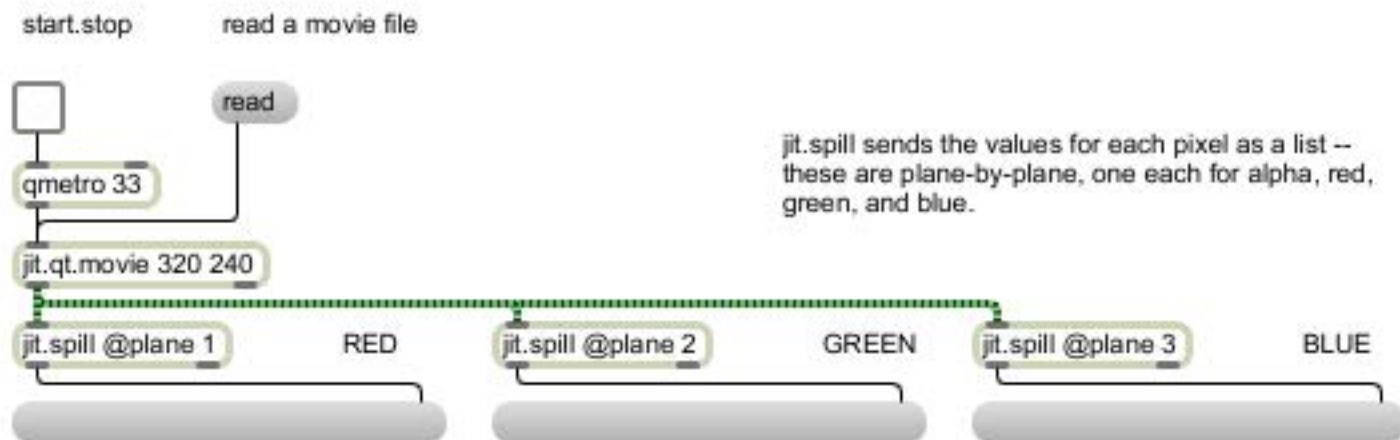 start.stop
read a movie file
read
jit.spill sends the values for each pixel as a list --
these are plane-by-plane, one each for alpha, red,
green, and blue.
qmetro 33
jit.qt.movie 320 240
jit.spill @plane 1
RED
jit.spill @plane 2
GREEN
jit.spill @plane 3
BLUE